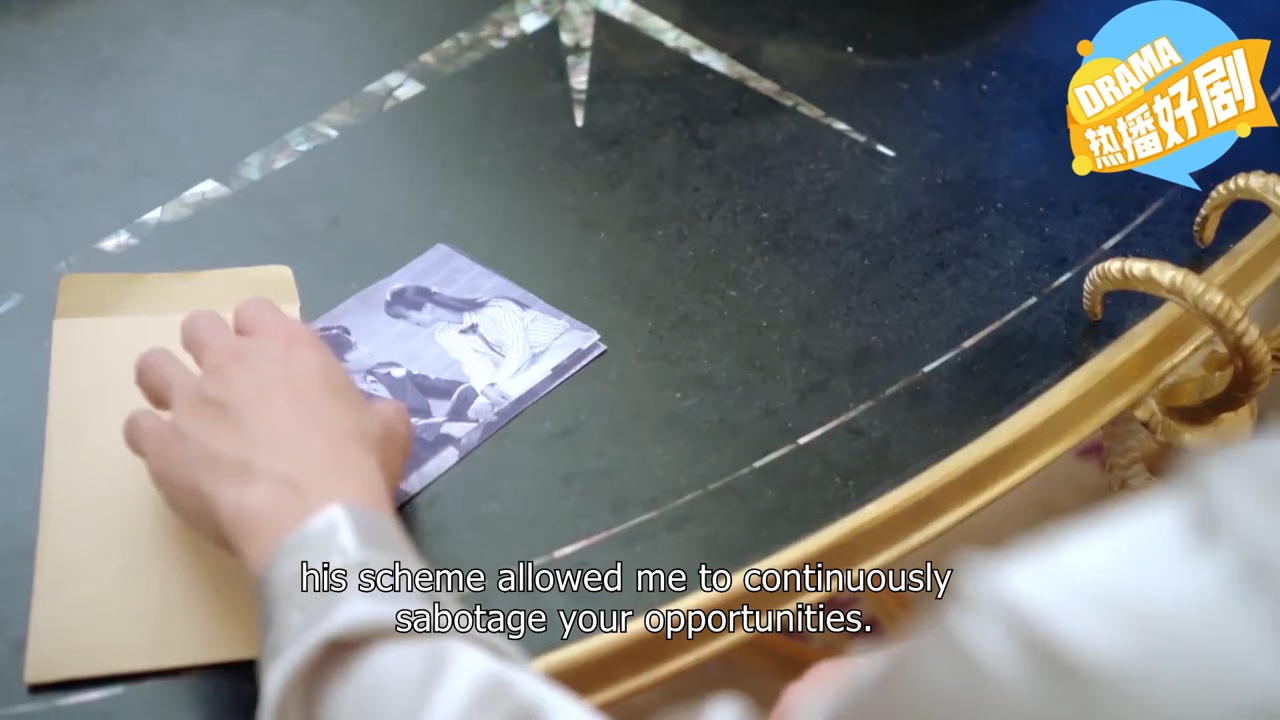 DRAMA
热播好剧
his scheme allowed me to continuously
sabotage your opportunities.